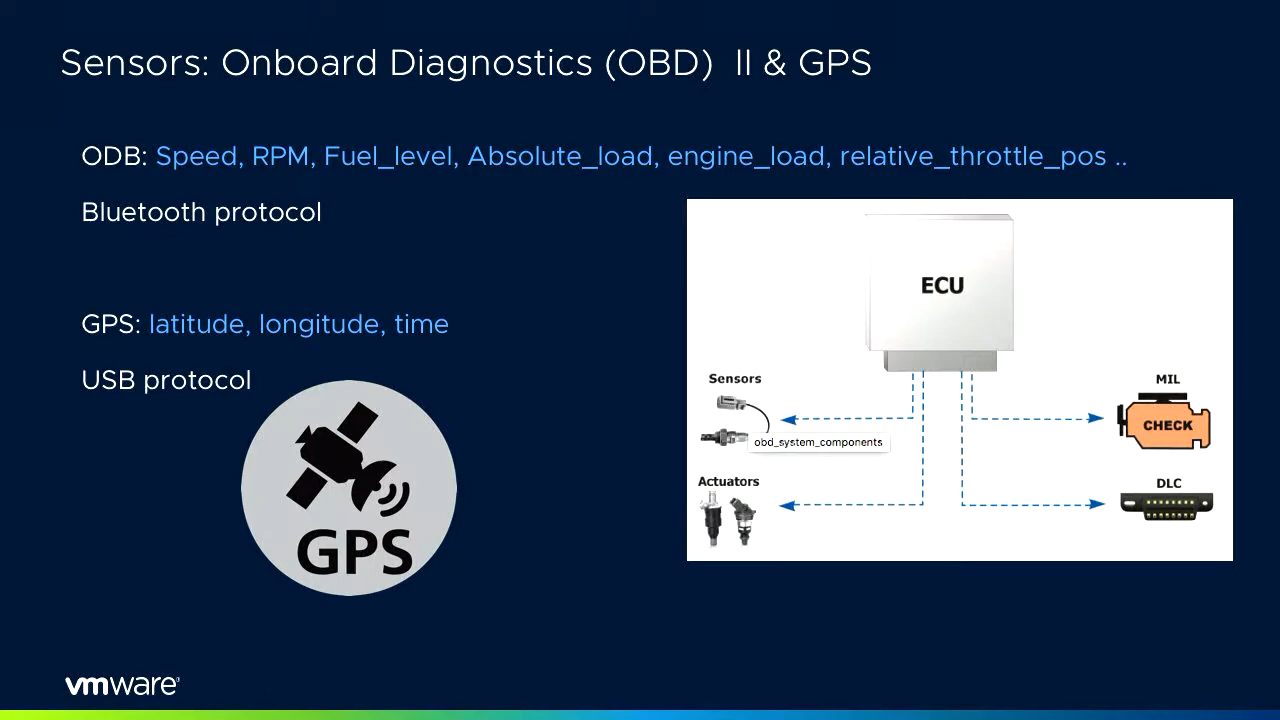 Sensors: Onboard Diagnostics (OBD) II & GPS
ODB: Speed, RPM, Fuel_level, Absolute_load, engine_load, relative_throttle_pos ..
Bluetooth protocol
GPS: latitude, longitude, time
USB protocol
GPS
ECU
Sensors
MIL
CHECK
obd_system_components
Actuators
DLC
vmware